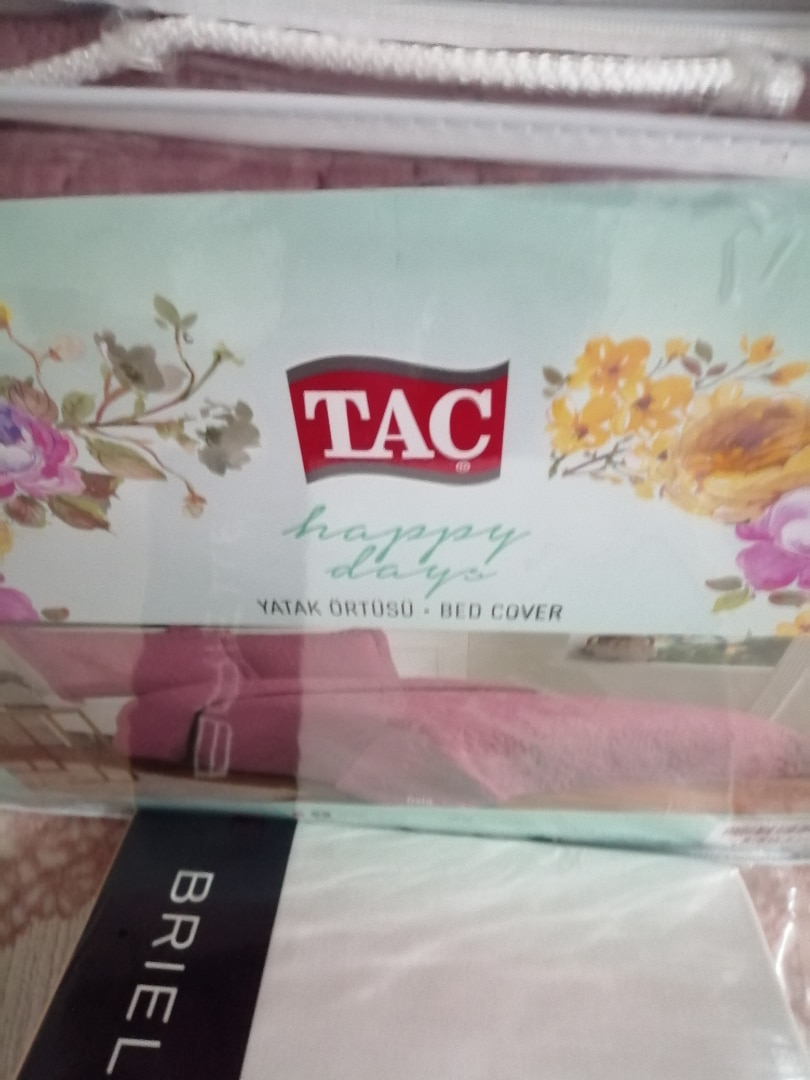 TAC
happy
days
YATAK ÖRTÜSÜ • BED COVER
BRIEL